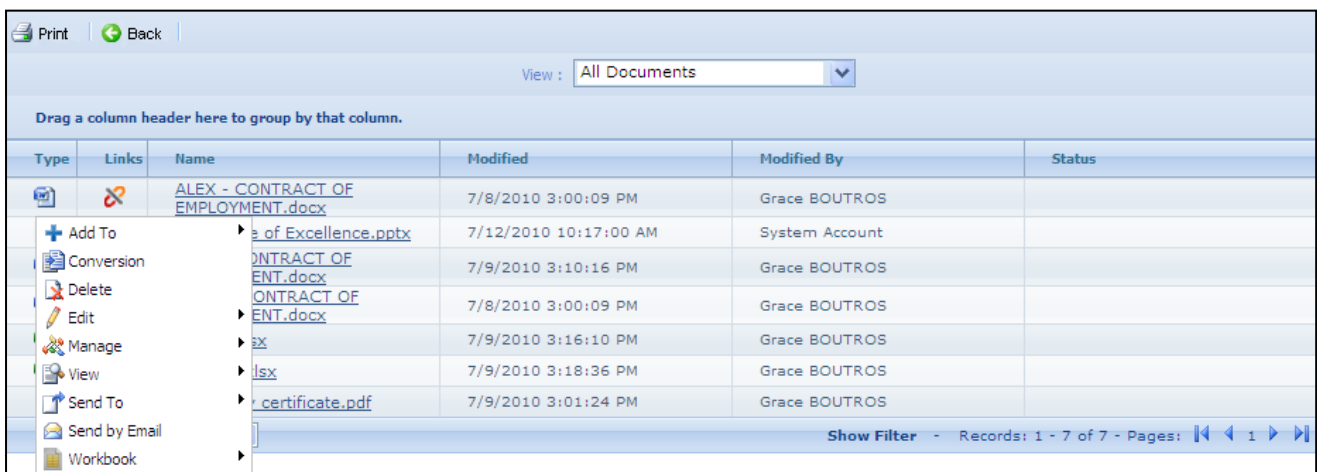 Print Back
View : All Documents
Drag a column header here to group by that column.
Type Links Name Modified Modified By Status
ALEX - CONTRACT OF
EMPLOYMENT.docx 7/8/2010 3:00:09 PM Grace BOUTROS
Add To e of Excellence.pptx 7/12/2010 10:17:00 AM System Account
Conversion NTRACT OF
ENT.docx 7/9/2010 3:10:16 PM Grace BOUTROS
Delete ONTRACT OF
Edit ENT.docx 7/8/2010 3:00:09 PM Grace BOUTROS
Manage sx 7/9/2010 3:16:10 PM Grace BOUTROS
View lsx 7/9/2010 3:18:36 PM Grace BOUTROS
Send To certificate.pdf 7/9/2010 3:01:24 PM Grace BOUTROS
Send by Email Show Filter - Records: 1 - 7 of 7 - Pages: 1
Workbook